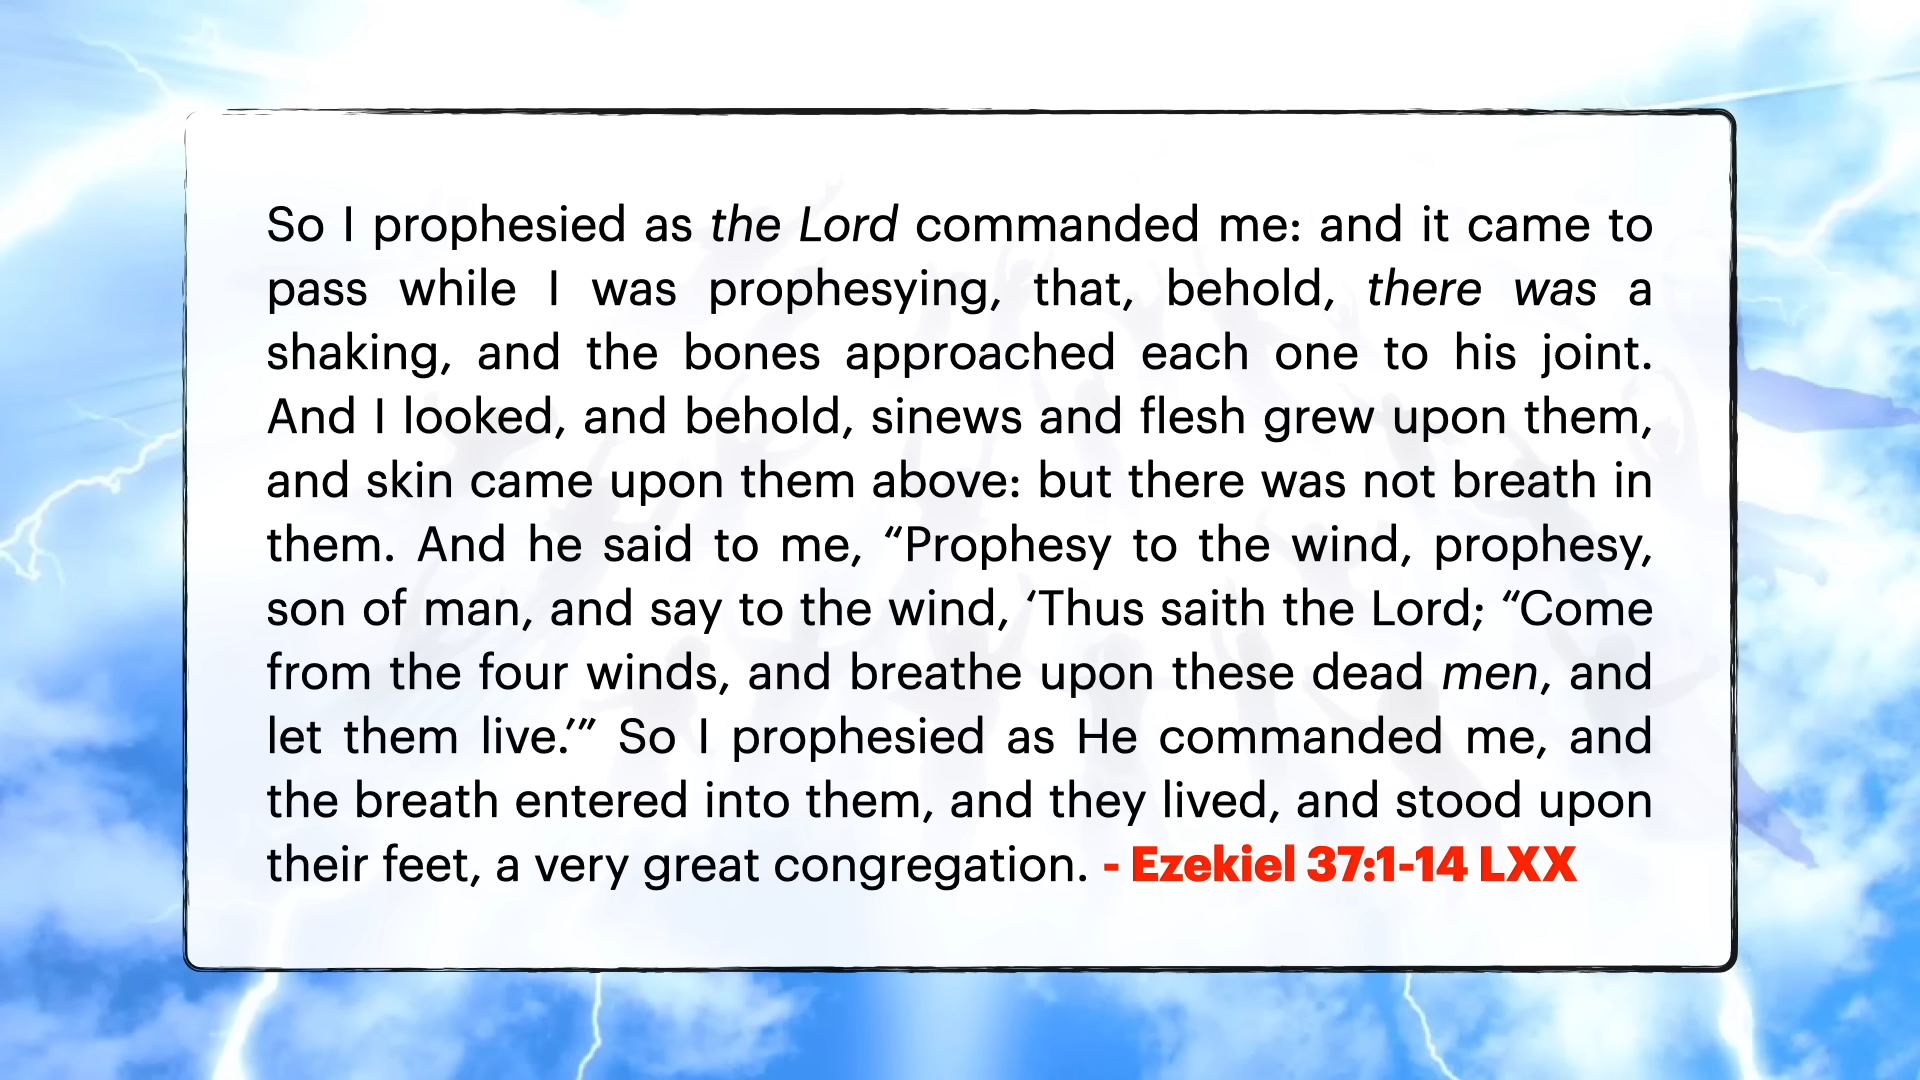 So I prophesied as the Lord commanded me: and it came to
pass while I was prophesying, that, behold, there was a
shaking, and the bones approached each one to his joint.
And I looked, and behold, sinews and flesh grew upon them,
and skin came upon them above: but there was not breath in
them. And he said to me, “Prophesy to the wind, prophesy,
son of man, and say to the wind, ‘Thus saith the Lord; “Come
from the four winds, and breathe upon these dead men, and
let them live.’” So I prophesied as He commanded me, and
the breath entered into them, and they lived, and stood upon
their feet, a very great congregation. - Ezekiel 37:1-14 LXX